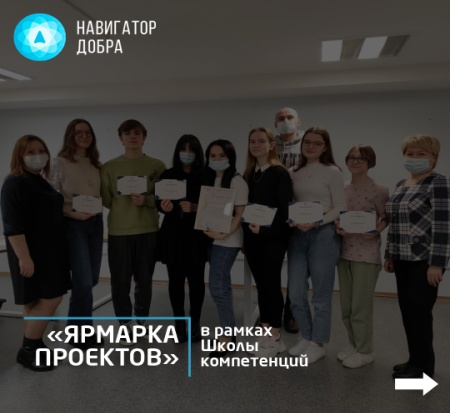 НАВИГАТОР
ДОБРА
«ЯРМАРКА
ПРОЕКТОВ»
в рамках
Школы
компетенций